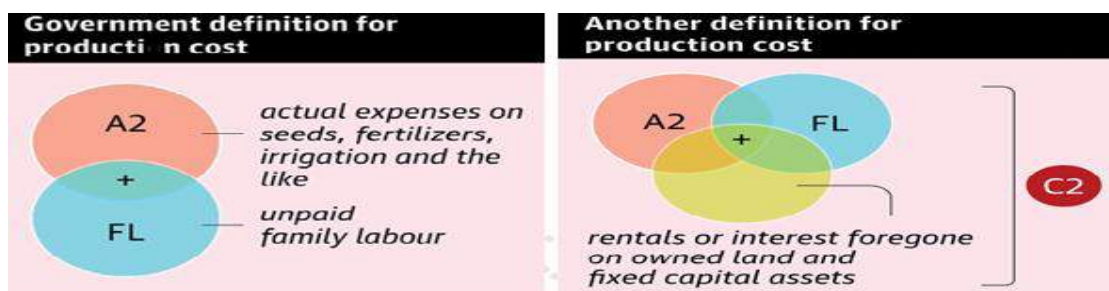 Government definition for
producti n cost
A2
+
FL
actual expenses on
seeds, fertilizers,
irrigation and the
like
unpaid
family labour
Another definition for
production cost
A2
FL
+
C2
rentals or interest foregone
on owned land and
fixed capital assets